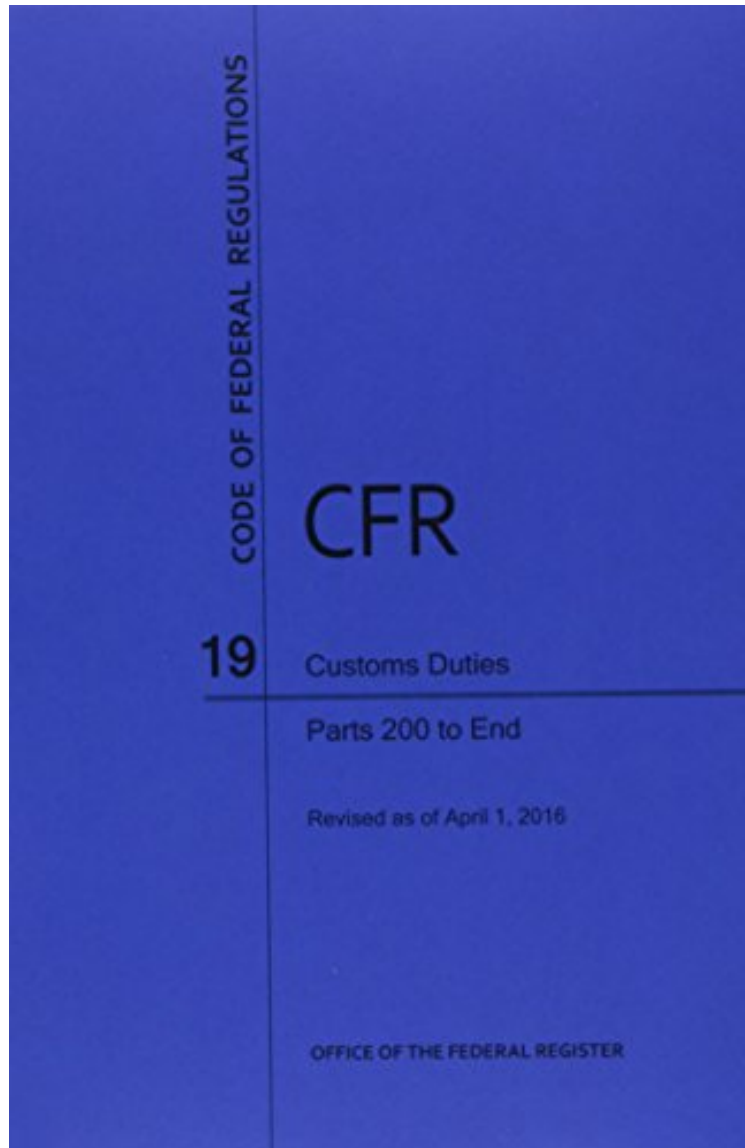 CODE OF FEDERAL REGULATIONS
CFR
19
Customs Duties
Parts 200 to End
Revised as of April 1, 2016
OFFICE OF THE FEDERAL REGISTER